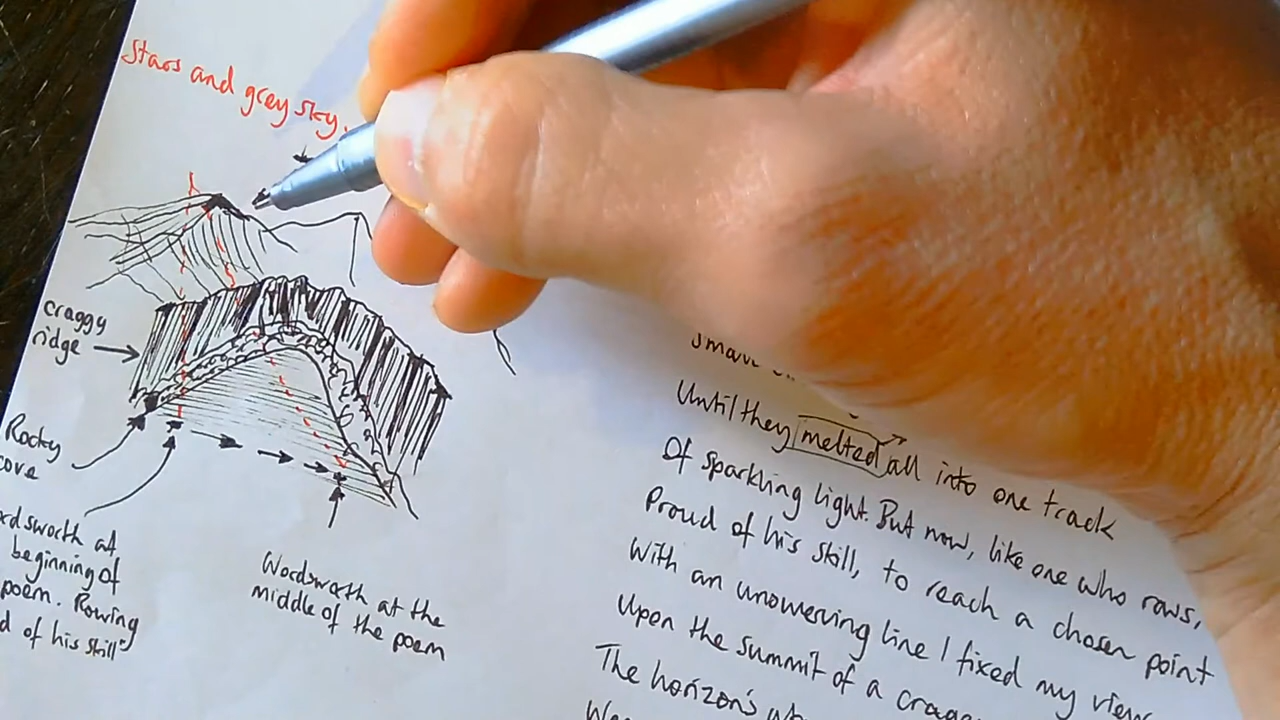 Stars and grey sky.
craggy
ridge
Rocky
cove
Wordsworth at
beginning of
poem. Rowing
of his skill"
Wordsworth at the
middle of the poem
Until they melted all into one track
Of sparkling light. But now, like one who rows,
Proud of his skill, to reach a chosen point
With an unswerving line, I fixed my view
Upon the summit of a
The horizon's